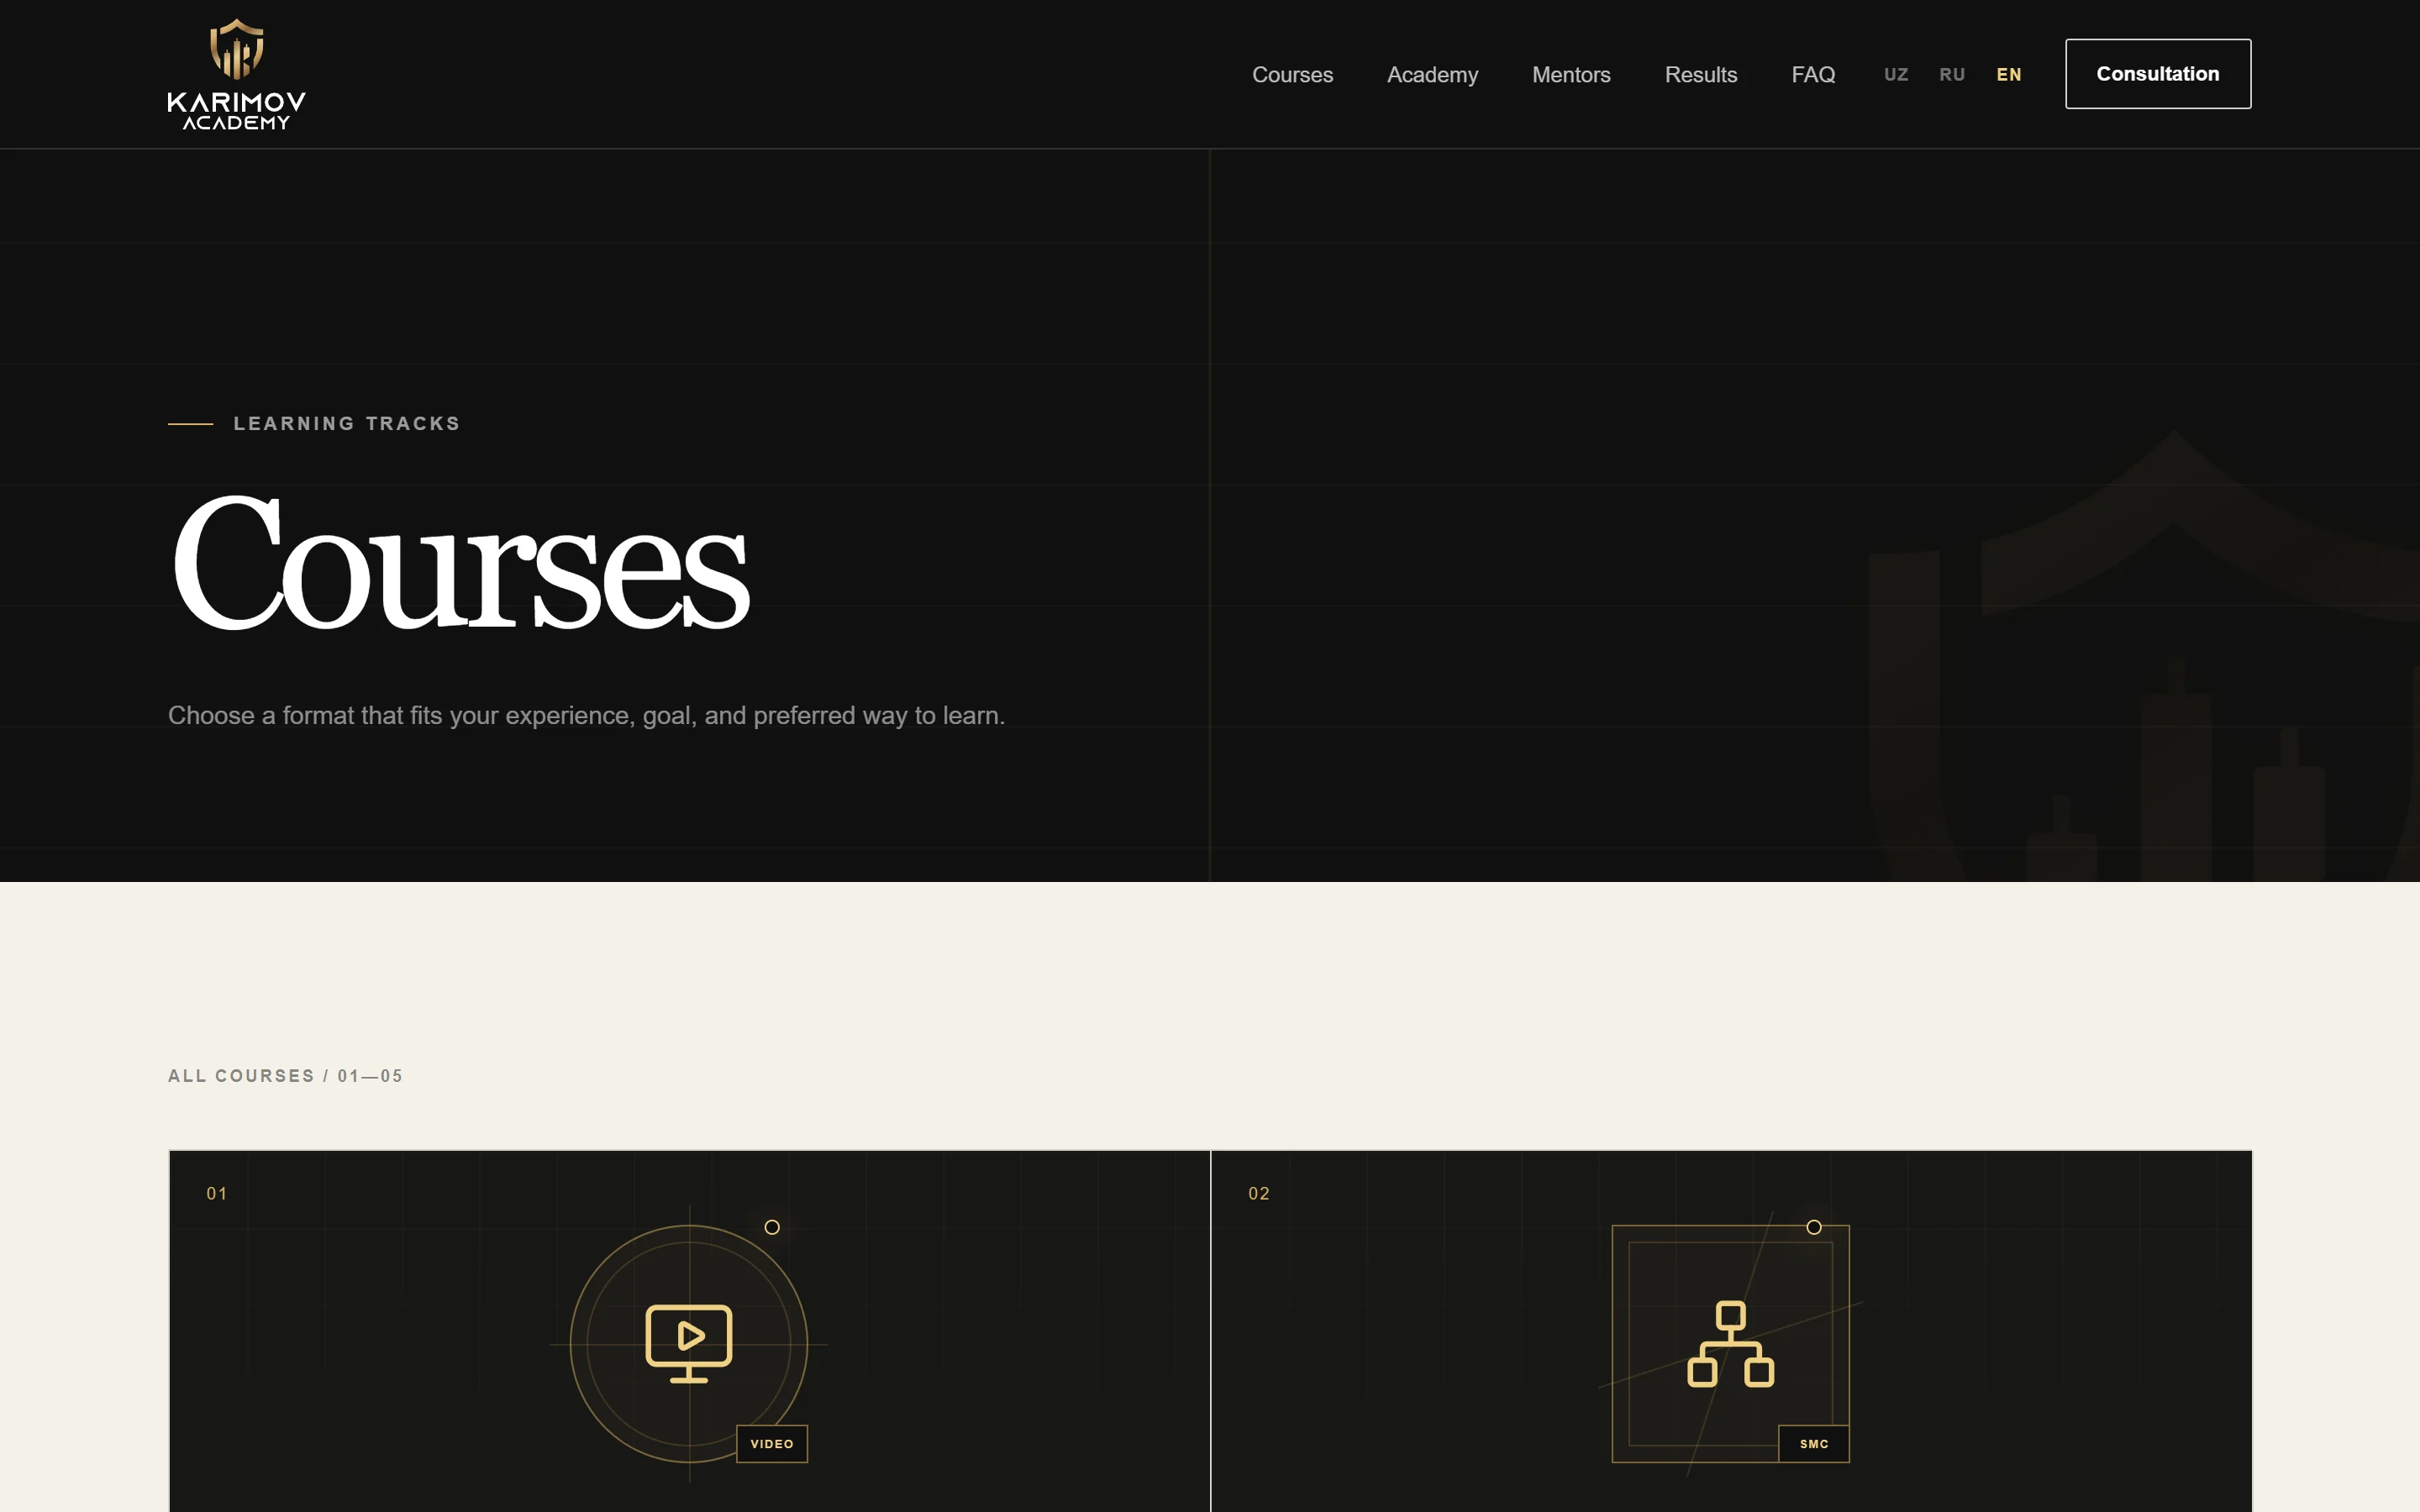 KARIMOV
ACADEMY
Courses Academy Mentors Results FAQ UZ RU EN Consultation
LEARNING TRACKS
Courses
Choose a format that fits your experience, goal, and preferred way to learn.
ALL COURSES / 01—05
01
VIDEO
02
SMC